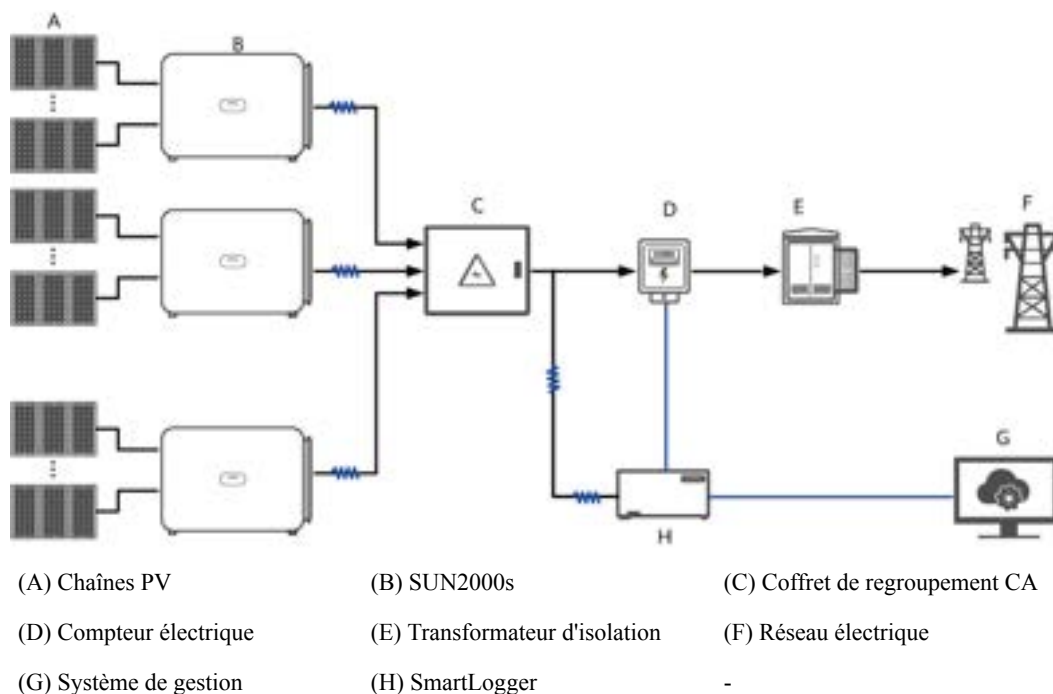 A
B
C
D
E
F
G
H
(A) Chaînes PV (B) SUN2000s (C) Coffret de regroupement CA
(D) Compteur électrique (E) Transformateur d'isolation (F) Réseau électrique
(G) Système de gestion (H) SmartLogger -